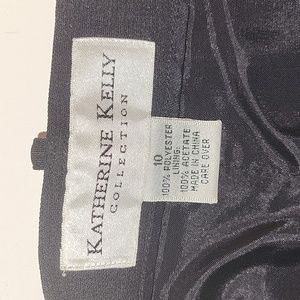 KATHERINE KELLY
COLLECTION
10
100% POLYESTER
LINING:
100% ACETATE
MADE IN CHINA
CARE OVER